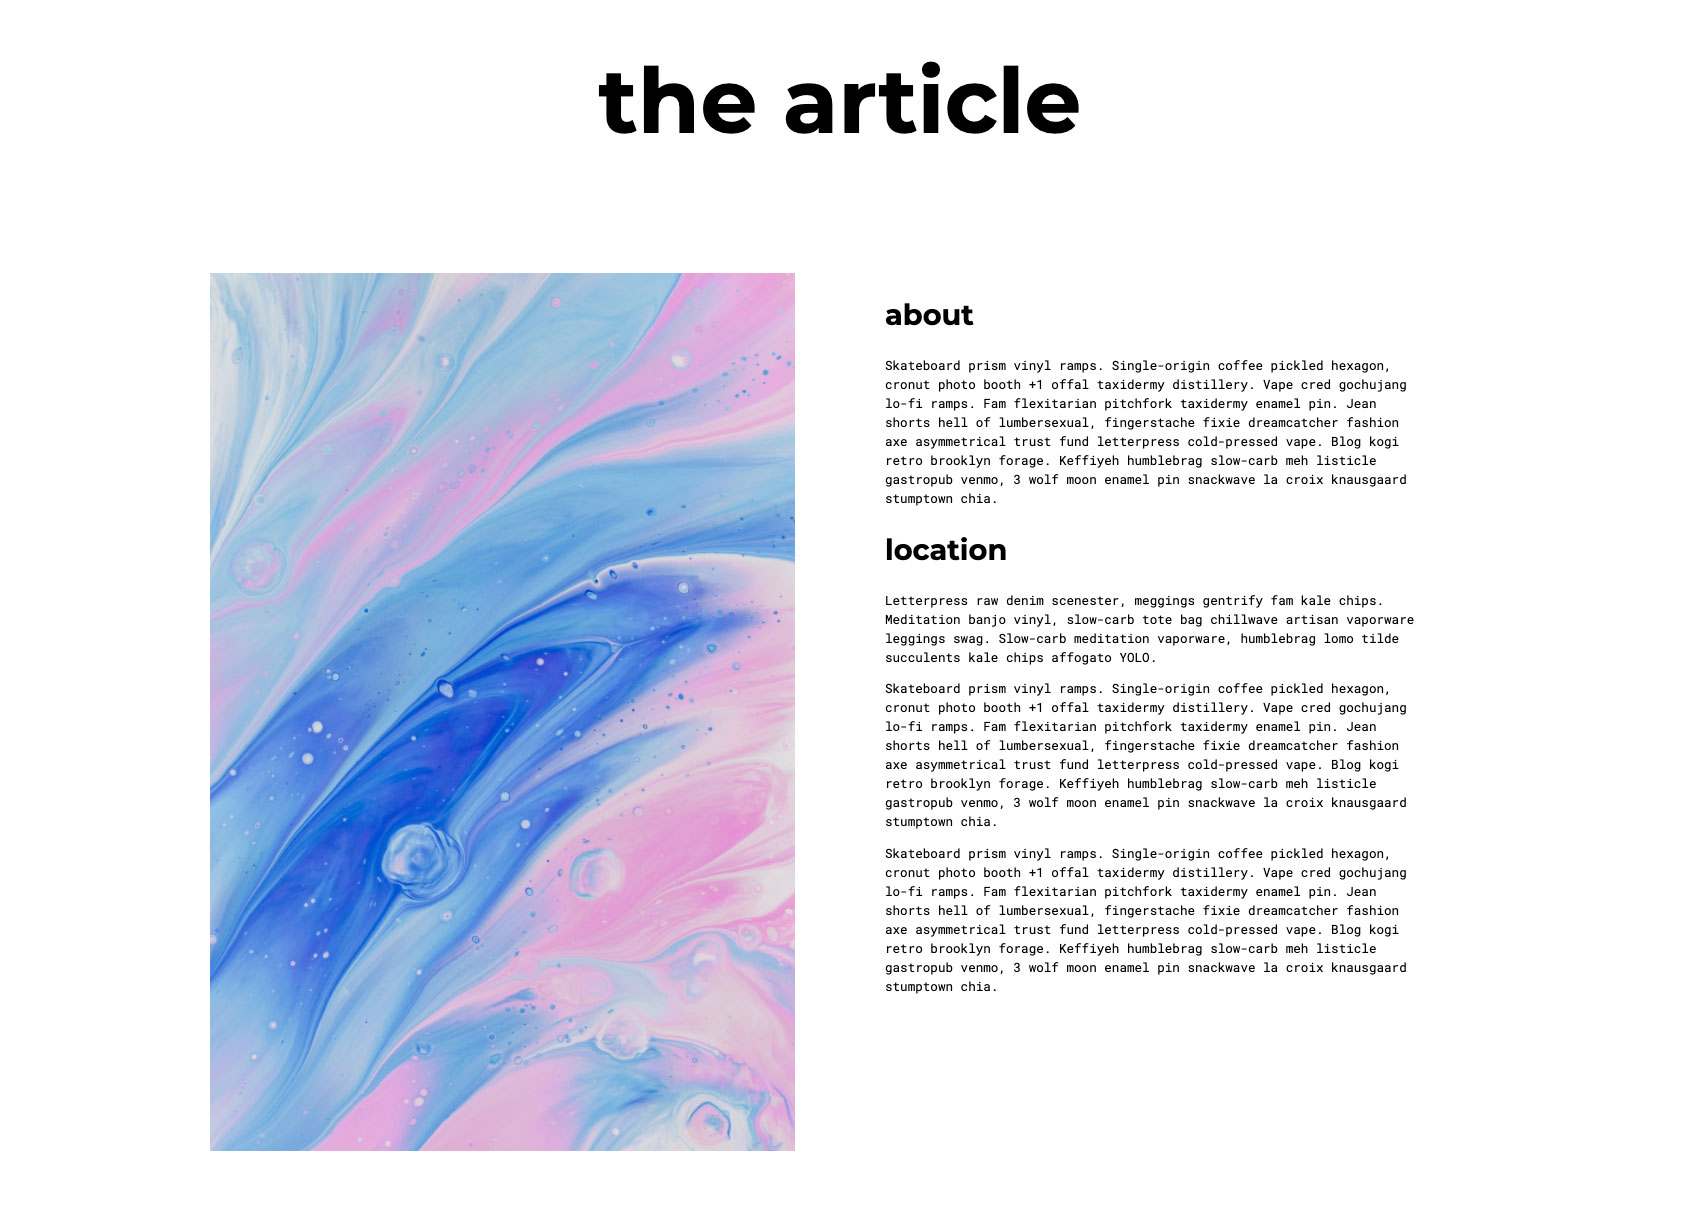 the article
about
Skateboard prism vinyl ramps. Single-origin coffee pickled hexagon,
cronut photo booth +1 offal taxidermy distillery. Vape cred gochujang
lo-fi ramps. Fam flexitarian pitchfork taxidermy enamel pin. Jean
shorts hell of lumbersexual, fingerstache fixie dreamcatcher fashion
axe asymmetrical trust fund letterpress cold-pressed vape. Blog kogi
retro brooklyn forage. Keffiyeh humblebrag slow-carb meh listicle
gastropub venmo, 3 wolf moon enamel pin snackwave la croix knausgaard
stumptown chia.
location
Letterpress raw denim scenester, meggings gentrify fam kale chips.
Meditation banjo vinyl, slow-carb tote bag chillwave artisan vaporware
leggings swag. Slow-carb meditation vaporware, humblebrag lomo tilde
succulents kale chips affogato YOLO.
Skateboard prism vinyl ramps. Single-origin coffee pickled hexagon,
cronut photo booth +1 offal taxidermy distillery. Vape cred gochujang
lo-fi ramps. Fam flexitarian pitchfork taxidermy enamel pin. Jean
shorts hell of lumbersexual, fingerstache fixie dreamcatcher fashion
axe asymmetrical trust fund letterpress cold-pressed vape. Blog kogi
retro brooklyn forage. Keffiyeh humblebrag slow-carb meh listicle
gastropub venmo, 3 wolf moon enamel pin snackwave la croix knausgaard
stumptown chia.
Skateboard prism vinyl ramps. Single-origin coffee pickled hexagon,
cronut photo booth +1 offal taxidermy distillery. Vape cred gochujang
lo-fi ramps. Fam flexitarian pitchfork taxidermy enamel pin. Jean
shorts hell of lumbersexual, fingerstache fixie dreamcatcher fashion
axe asymmetrical trust fund letterpress cold-pressed vape. Blog kogi
retro brooklyn forage. Keffiyeh humblebrag slow-carb meh listicle
gastropub venmo, 3 wolf moon enamel pin snackwave la croix knausgaard
stumptown chia.